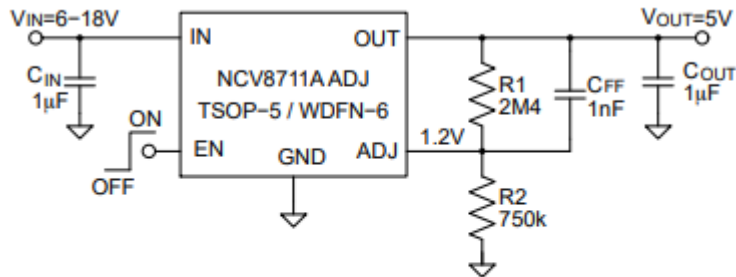 VIN=6-18V
VOUT=5V
IN
OUT
CIN
1µF
NCV8711A ADJ
TSOP-5 / WDFN-6
R1
2M4
CFF
1nF
COUT
1µF
ON
OFF
EN
GND
ADJ
1.2V
R2
750k